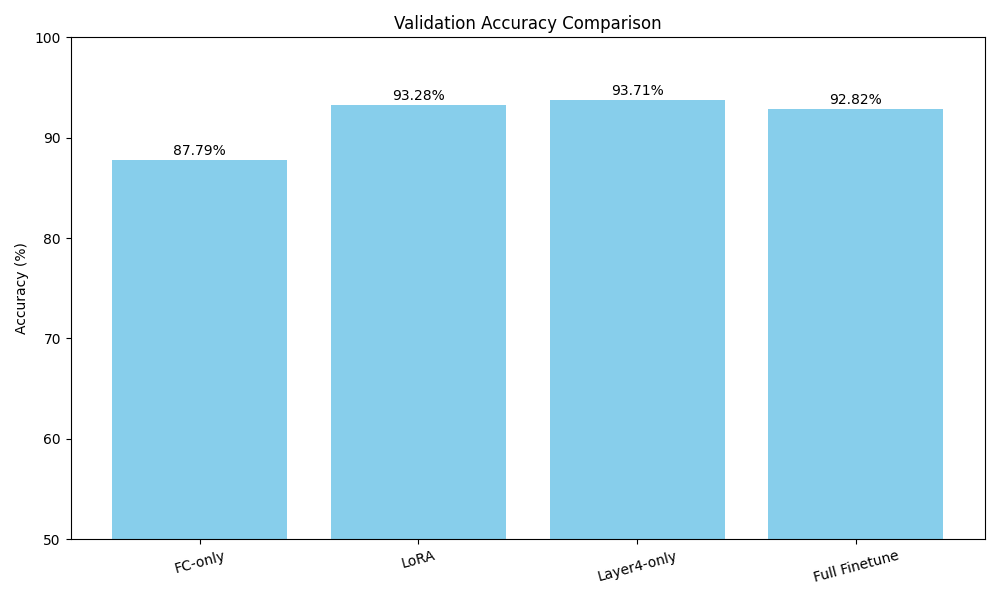 Validation Accuracy Comparison
Accuracy (%)
100
90
80
70
60
50
87.79%
93.28%
93.71%
92.82%
FC-only
LoRA
Layer4-only
Full Finetune